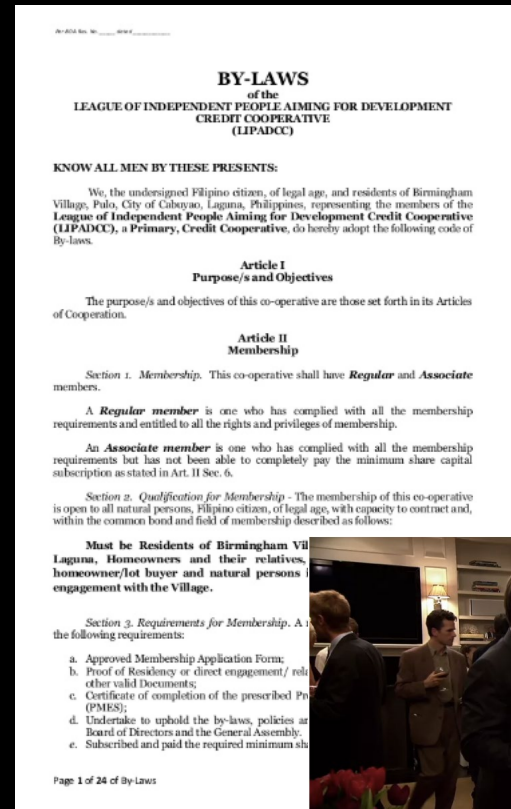 BY-LAWS
of the
LEAGUE OF INDEPENDENT PEOPLE AIMING FOR DEVELOPMENT
CREDIT COOPERATIVE
(LIPADCC)
KNOW ALL MEN BY THESE PRESENTS:
We, the undersigned Filipino citizen, of legal age, and residents of Birmingham
Village, Pulo, City of Cabuyao, Laguna, Philippines, representing the members of the
League of Independent People Aiming for Development Credit Cooperative
(LIPADCC), a Primary, Credit Cooperative, do hereby adopt the following code of
By-laws.
Article I
Purpose/s and Objectives
The purpose/s and objectives of this co-operative are those set forth in its Articles
of Cooperation.
Article II
Membership
Section 1. Membership. This co-operative shall have Regular and Associate
members.
A Regular member is one who has complied with all the membership
requirements and entitled to all the rights and privileges of membership.
An Associate member is one who has complied with all the membership
requirements but has not been able to completely pay the minimum share capital
subscription as stated in Art. II Sec. 6.
Section 2. Qualification for Membership - The membership of this co-operative
is open to all natural persons, Filipino citizen, of legal age, with capacity to contract and,
within the common bond and field of membership described as follows:
Must be Residents of Birmingham
Laguna, Homeowners and their relatives,
homeowner/lot buyer and natural persons
engagement with the Village.
Section 3. Requirements for Membership. A
the following requirements:
a. Approved Membership Application Form;
b. Proof of Residency or direct engagement/
other valid Documents;
c. Certificate of completion of the prescribed
(PMES);
d. Undertake to uphold the by-laws, policies
Board of Directors and the General Assembly.
e. Subscribed and paid the required minimum
Page 1 of 24 of By-Laws